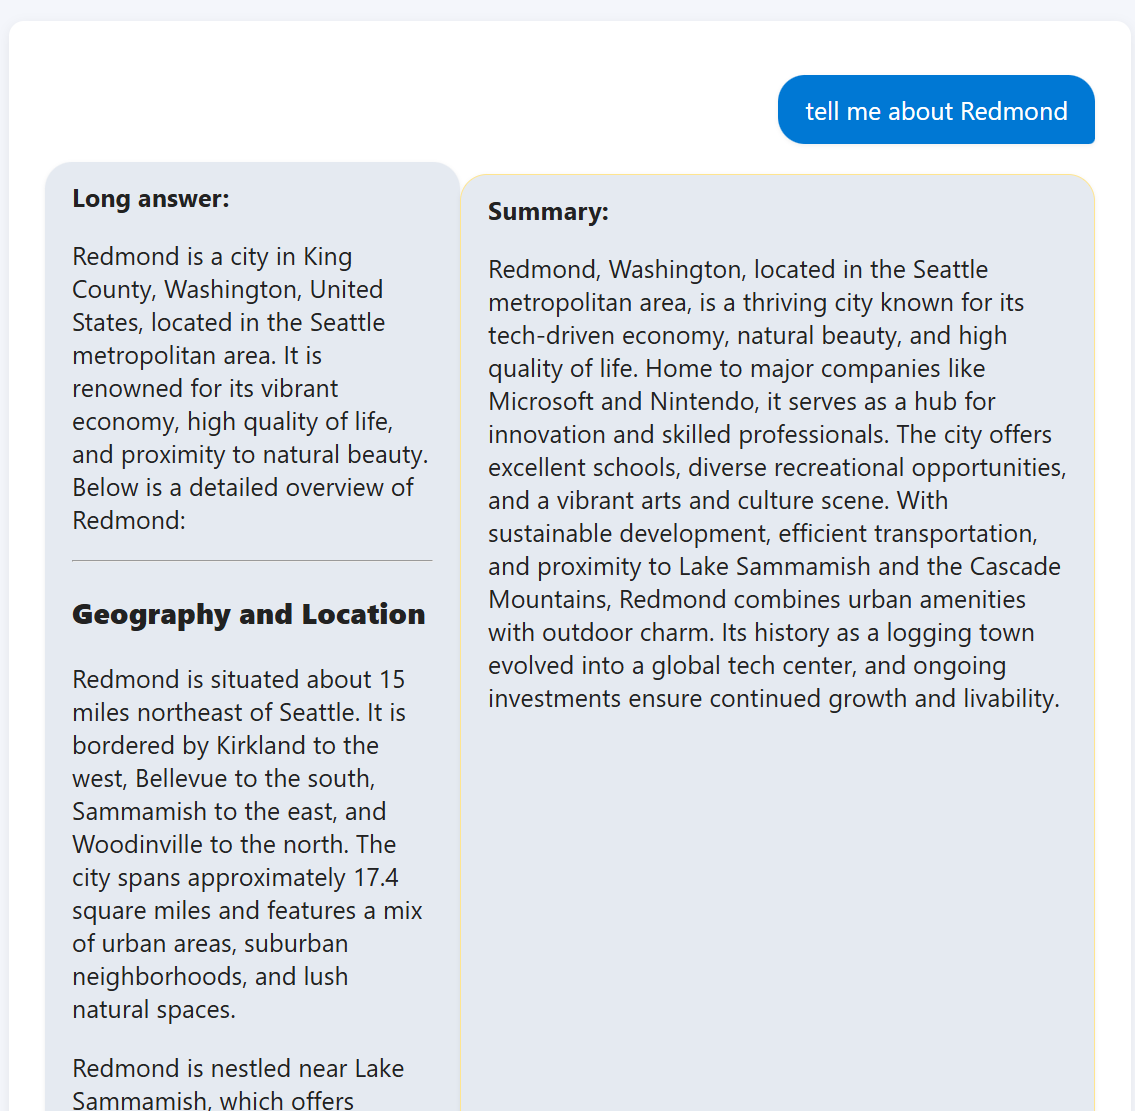 tell me about Redmond
Long answer:
Redmond is a city in King
County, Washington, United
States, located in the Seattle
metropolitan area. It is
renowned for its vibrant
economy, high quality of life,
and proximity to natural beauty.
Below is a detailed overview of
Redmond:
Geography and Location
Redmond is situated about 15
miles northeast of Seattle. It is
bordered by Kirkland to the
west, Bellevue to the south,
Sammamish to the east, and
Woodinville to the north. The
city spans approximately 17.4
square miles and features a mix
of urban areas, suburban
neighborhoods, and lush
natural spaces.
Redmond is nestled near Lake
Sammamish, which offers
Summary:
Redmond, Washington, located in the Seattle
metropolitan area, is a thriving city known for its
tech-driven economy, natural beauty, and high
quality of life. Home to major companies like
Microsoft and Nintendo, it serves as a hub for
innovation and skilled professionals. The city offers
excellent schools, diverse recreational opportunities,
and a vibrant arts and culture scene. With
sustainable development, efficient transportation,
and proximity to Lake Sammamish and the Cascade
Mountains, Redmond combines urban amenities
with outdoor charm. Its history as a logging town
evolved into a global tech center, and ongoing
investments ensure continued growth and livability.